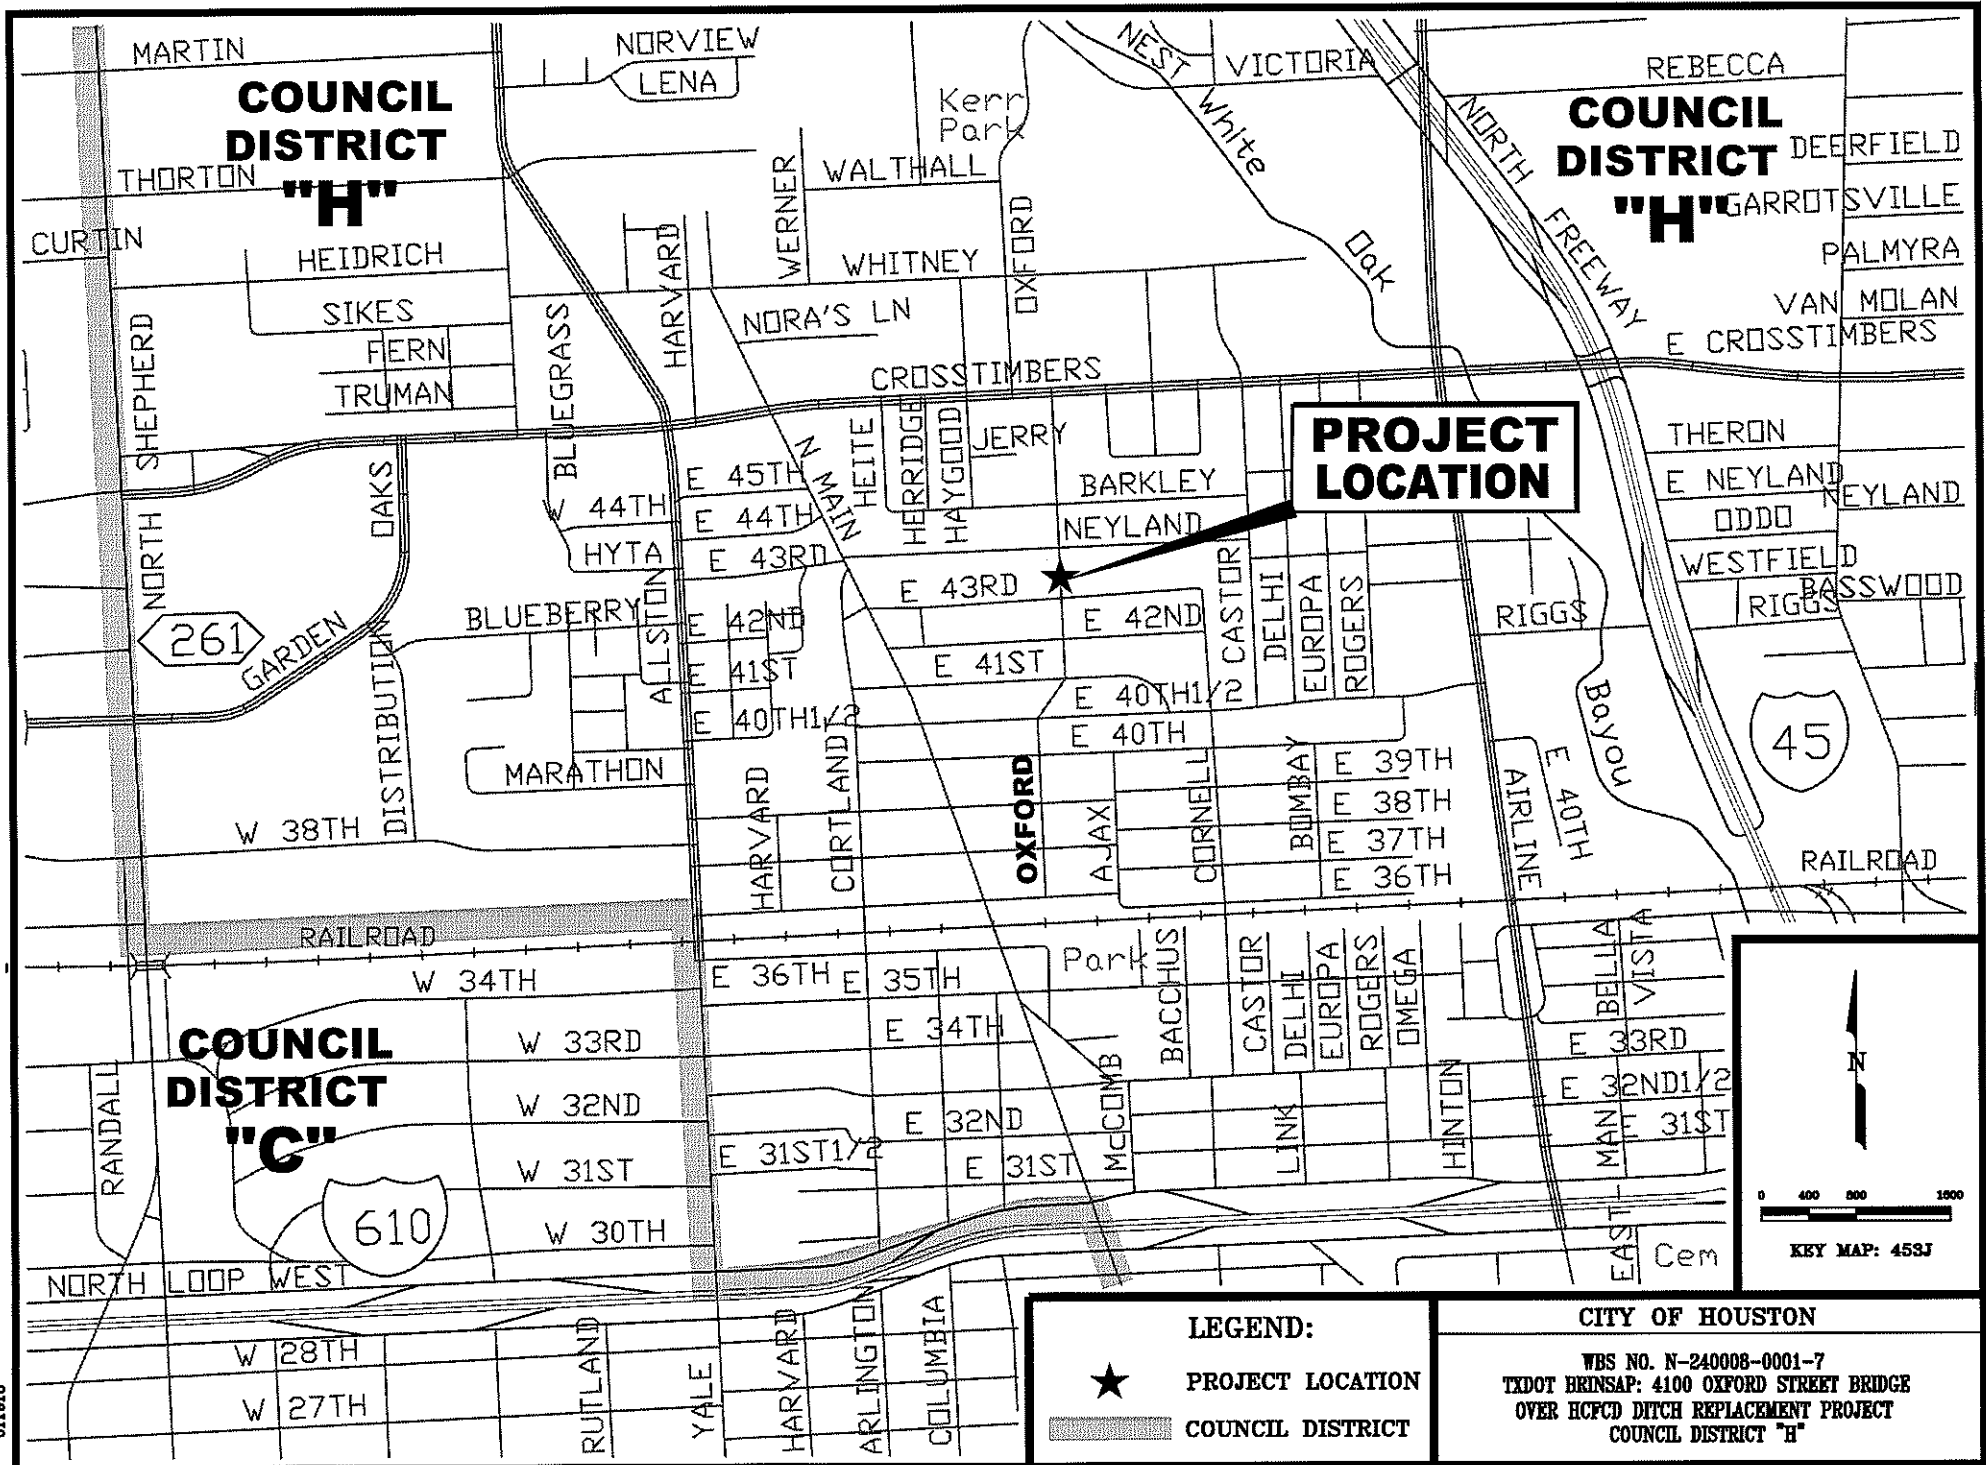 MARTIN
NORVIEW
LENA
COUNCIL
DISTRICT
"H"
Kerr
Park
NEST
VICTORIA
White
Oak
Bayou
NORTH FREEWAY
REBECCA
COUNCIL
DISTRICT
"H"
DEERFIELD
GARROTSVILLE
PALMYRA
VAN MOLAN
E CROSSTIMBERS
THORTON
CURTIN
HEIDRICH
SIKES
FERN
TRUMAN
NORTH SHEPHERD
BLUEGRASS
HARVARD
WERNER
WALTHALL
WHITNEY
OXFORD
NORA'S LN
CROSSTIMBERS
N MAIN
HEITE
HERRIDGE
HAYGOOD
JERRY
BARKLEY
NEYLAND
PROJECT
LOCATION
THERON
E NEYLAND
NEYLAND
ODDO
WESTFIELD
BASSWOOD
RIGGS
RIGGS
E 45TH
W 44TH
E 44TH
HYTA
E 43RD
E 43RD
GARDEN OAKS
261
DISTRIBUTION
BLUEBERRY
ALLSTON
E 42ND
E 41ST
E 40TH1/2
E 42ND
E 41ST
E 40TH1/2
E 40TH
CASTOR
DELHI
EUROPA
ROGERS
45
MARATHON
W 38TH
HARVARD
CORTLAND
OXFORD
AJAX
CORNELL
BOMBAY
E 39TH
E 38TH
E 37TH
E 36TH
AIRLINE
E 40TH
RAILROAD
RAILROAD
W 34TH
E 36TH
E 35TH
E 34TH
Park
BACCHUS
CASTOR
DELHI
EUROPA
ROGERS
OMEGA
BELLA
VISTA
COUNCIL
DISTRICT
"C"
W 33RD
W 32ND
W 31ST
W 30TH
RANDALL
610
NORTH LOOP WEST
E 32ND
E 31ST1/2
E 31ST
McCOMB
LINK
HINTON
E 33RD
E 32ND1/2
E 31ST
EASTMAN
Cem
W 28TH
W 27TH
RUTLAND
YALE
HARVARD
ARLINGTON
COLUMBIA
N
0 400 800 1600
KEY MAP: 453J
LEGEND:
PROJECT LOCATION
COUNCIL DISTRICT
CITY OF HOUSTON
WBS NO. N-240008-0001-7
TXDOT BRINSAP: 4100 OXFORD STREET BRIDGE
OVER HCFCD DITCH REPLACEMENT PROJECT
COUNCIL DISTRICT "H"